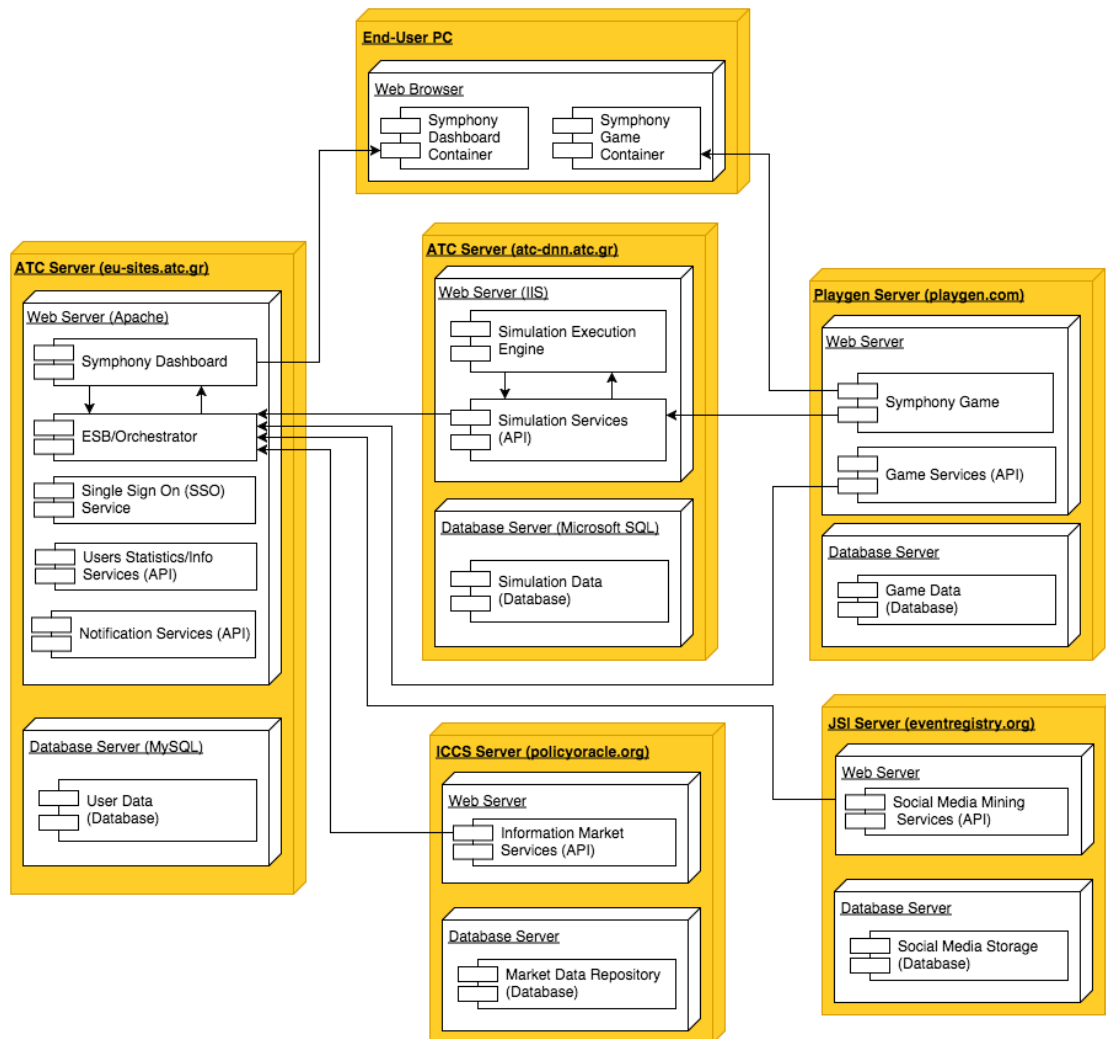 End-User PC
Web Browser
Symphony
Dashboard
Container
Symphony
Game
Container
ATC Server (eu-sites.atc.gr)
Web Server (Apache)
Symphony Dashboard
ESB/Orchestrator
Single Sign On (SSO)
Service
Users Statistics/Info
Services (API)
Notification Services (API)
Database Server (MySQL)
User Data
(Database)
ATC Server (atc-dnn.atc.gr)
Web Server (IIS)
Simulation Execution
Engine
Simulation Services
(API)
Database Server (Microsoft SQL)
Simulation Data
(Database)
Playgen Server (playgen.com)
Web Server
Symphony Game
Game Services (API)
Database Server
Game Data
(Database)
ICCS Server (policyoracle.org)
Web Server
Information Market
Services (API)
Database Server
Market Data Repository
(Database)
JSI Server (eventregistry.org)
Web Server
Social Media Mining
Services (API)
Database Server
Social Media Storage
(Database)